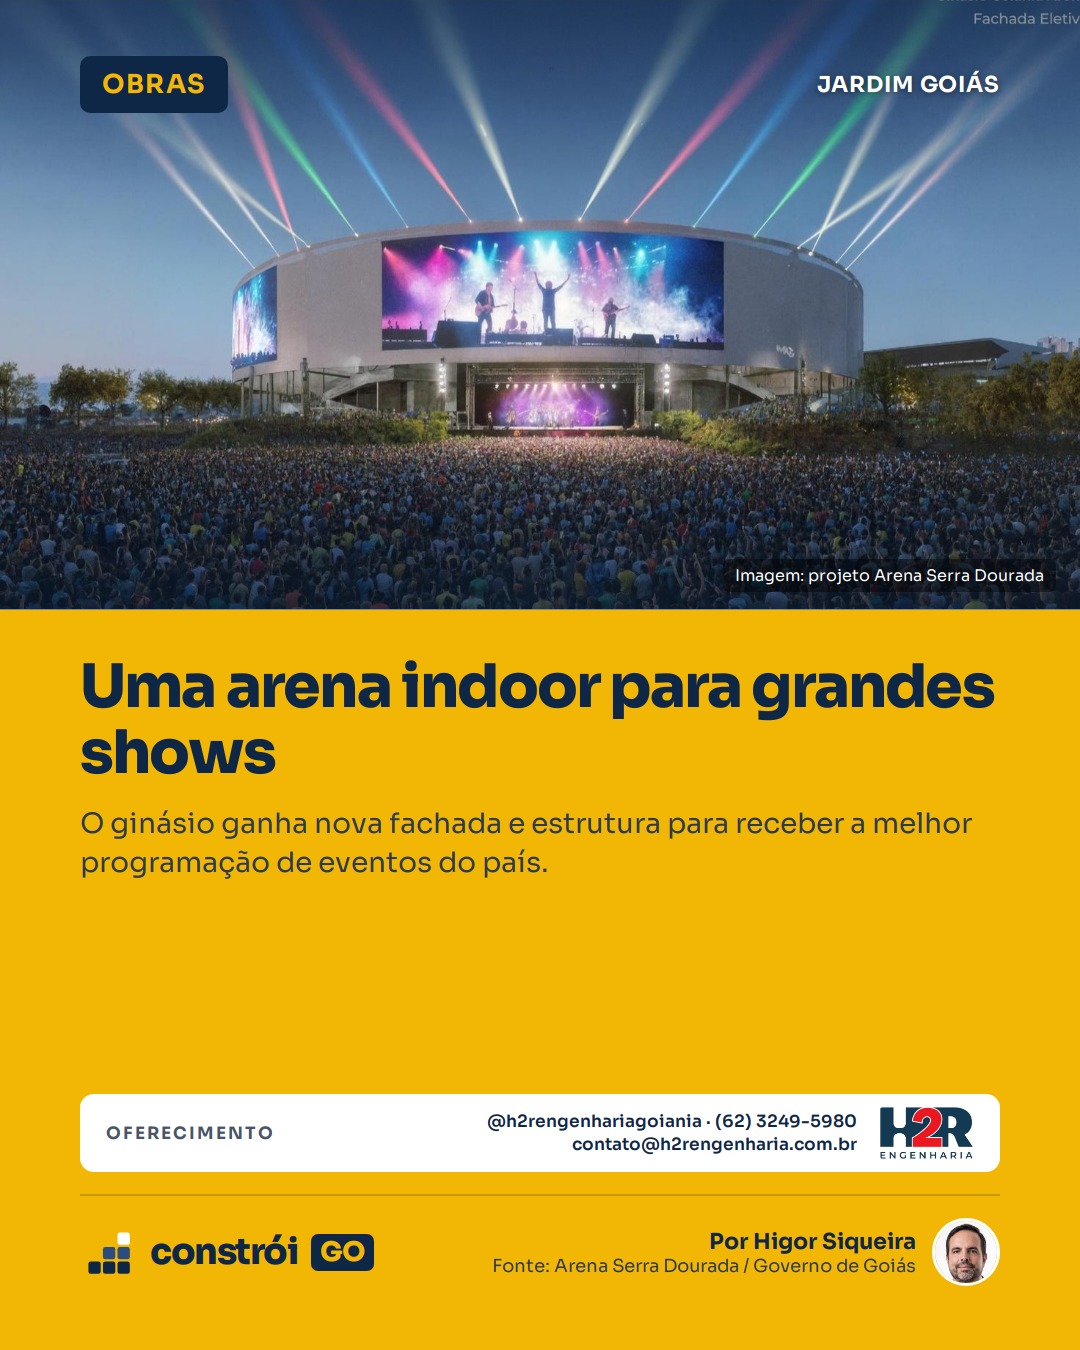 Fachada Eletiv
OBRAS
JARDIM GOIÁS
Imagem: projeto Arena Serra Dourada
Uma arena indoor para grandes
shows
O ginásio ganha nova fachada e estrutura para receber a melhor
programação de eventos do país.
OFERECIMENTO
@h2rengenhariagoiania · (62) 3249-5980
contato@h2rengenharia.com.br
H2R
ENGENHARIA
constrói GO
Por Higor Siqueira
Fonte: Arena Serra Dourada / Governo de Goiás